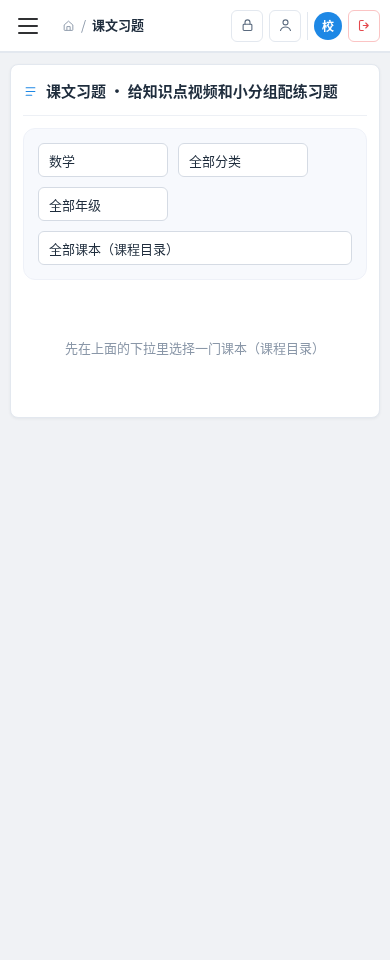 / 课文习题
校
课文习题 · 给知识点视频和小分组配练习题
数学
全部分类
全部年级
全部课本（课程目录）
先在上面的下拉里选择一门课本（课程目录）